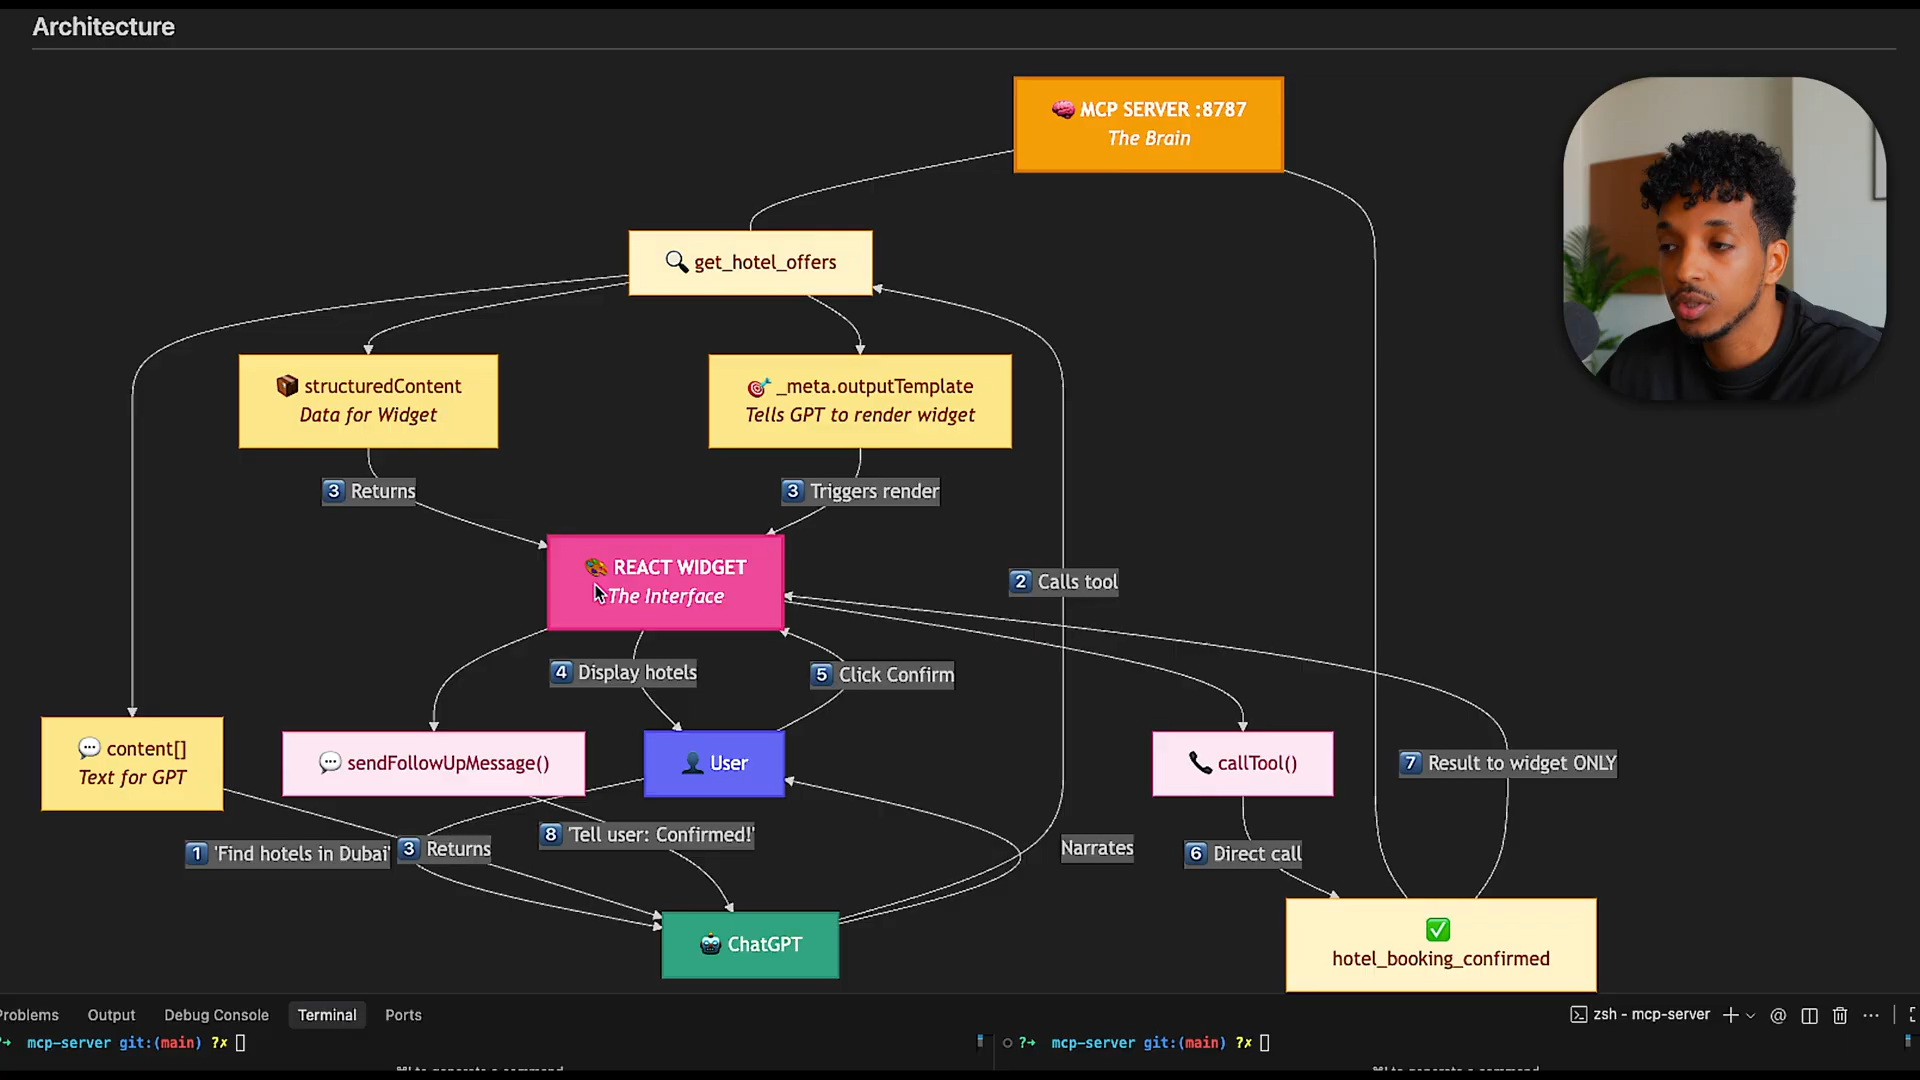 Architecture
MCP SERVER :8787
The Brain
get_hotel_offers
structuredContent
Data for Widget
_meta.outputTemplate
Tells GPT to render widget
3 Returns
3 Triggers render
REACT WIDGET
The Interface
2 Calls tool
4 Display hotels
5 Click Confirm
content[]
Text for GPT
sendFollowUpMessage()
User
callTool()
7 Result to widget ONLY
1 'Find hotels in Dubai'
3 Returns
8 'Tell user: Confirmed!'
Narrates
6 Direct call
ChatGPT
hotel_booking_confirmed
Problems Output Debug Console Terminal Ports
zsh - mcp-server
mcp-server git:(main) ?x
?→ mcp-server git:(main) ?x